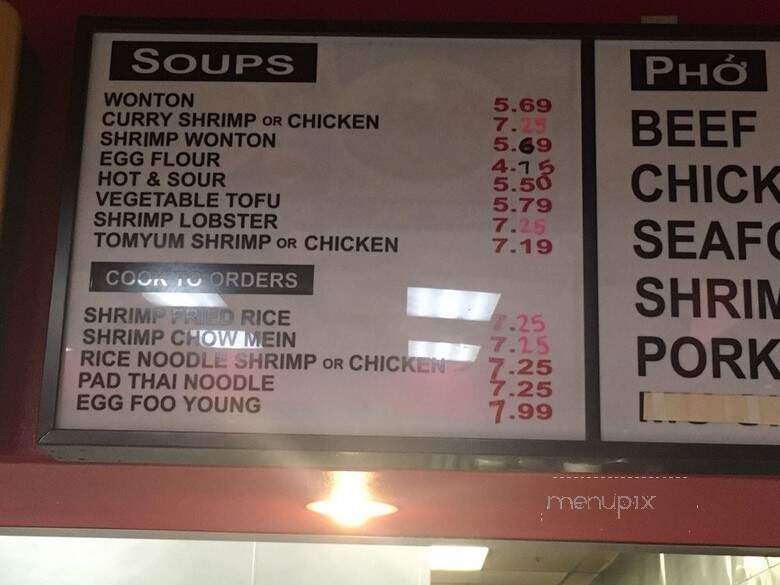 SOUPS
WONTON 5.69
CURRY SHRIMP OR CHICKEN 7.25
SHRIMP WONTON 5.69
EGG FLOUR 4.15
HOT & SOUR 5.50
VEGETABLE TOFU 5.79
SHRIMP LOBSTER 7.25
TOMYUM SHRIMP OR CHICKEN 7.19
COOK TO ORDERS
SHRIMP FRIED RICE 7.25
SHRIMP CHOW MEIN 7.25
RICE NOODLE SHRIMP OR CHICKEN 7.25
PAD THAI NOODLE 7.25
EGG FOO YOUNG 7.99
PHỞ
BEEF
CHICK
SEAF
SHRIM
PORK
menupix